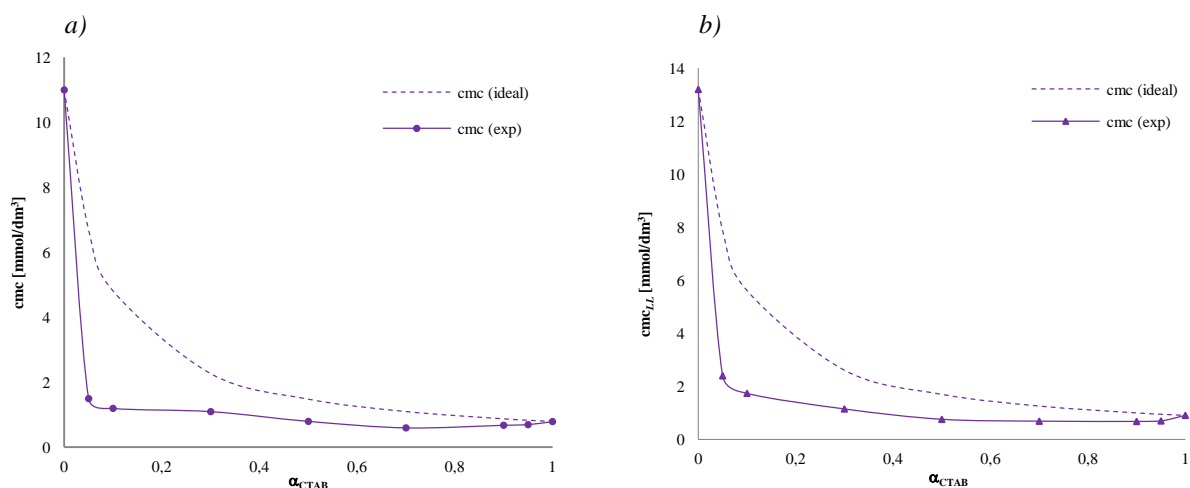 a)
12
10
8
6
4
2
0
cmc [mmol/dm³]
cmc (ideal)
cmc (exp)
0
0,2
0,4
0,6
0,8
1
αCTAB
b)
14
12
10
8
6
4
2
0
cmcLL [mmol/dm³]
cmc (ideal)
cmc (exp)
0
0,2
0,4
0,6
0,8
1
αCTAB